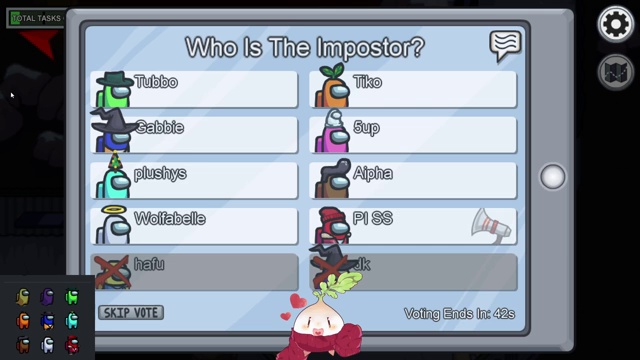 TOTAL TASKS
Who Is The Impostor?
Tubbo
Tiko
Gabbie
5up
plushys
Alpha
Wolfabelle
PI SS
hafu
SKIP VOTE
Voting Ends In: 42s